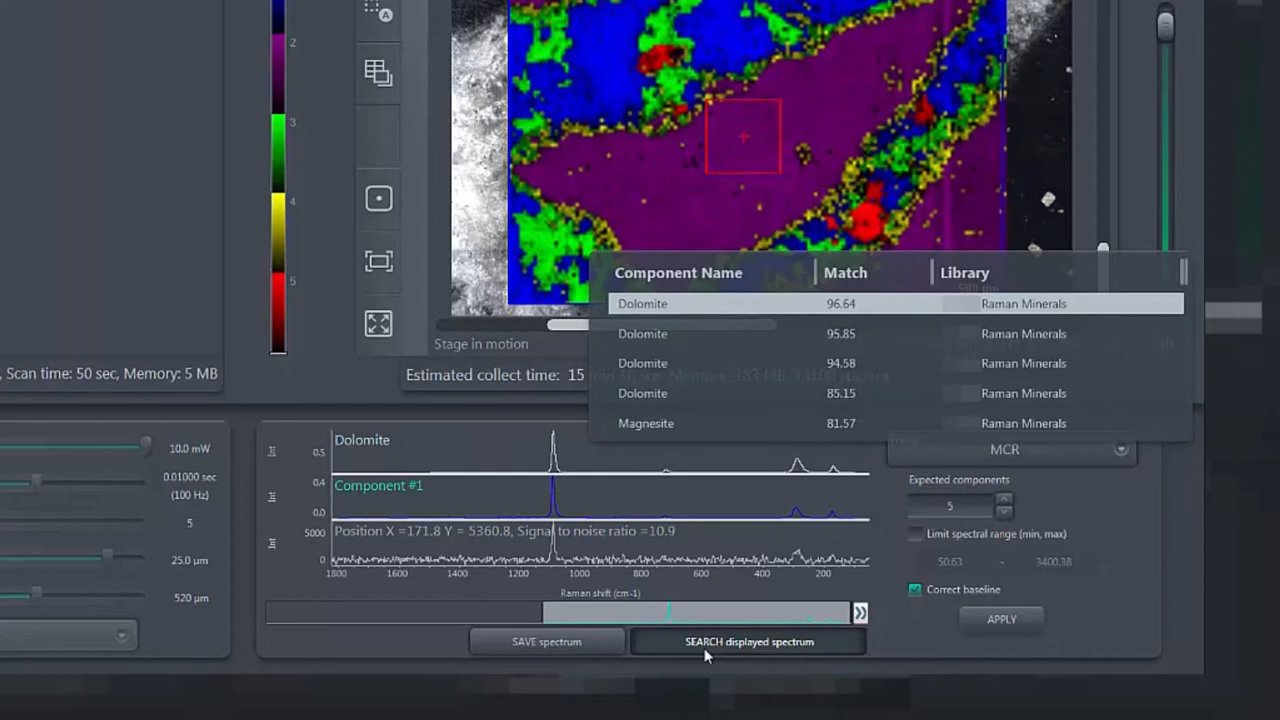 A
2
3
4
5
Component Name Match Library
Dolomite 96.64 Raman Minerals
Dolomite 95.85 Raman Minerals
Dolomite 94.58 Raman Minerals
Dolomite 85.15 Raman Minerals
Magnesite 81.57 Raman Minerals
Stage in motion
, Scan time: 50 sec, Memory: 5 MB
Estimated collect time: 15
10.0 mW
0.01000 sec
(100 Hz)
5
25.0 µm
520 µm
Int
0.5
Dolomite
Int
0.4
0.0
Component #1
Int
5000
0
Position X =171.8 Y = 5360.8, Signal to noise ratio =10.9
1800 1600 1400 1200 1000 800 600 400 200
Raman shift (cm-1)
SAVE spectrum
SEARCH displayed spectrum
MCR
Expected components
5
Limit spectral range (min, max)
50.63 - 3400.38
Correct baseline
APPLY